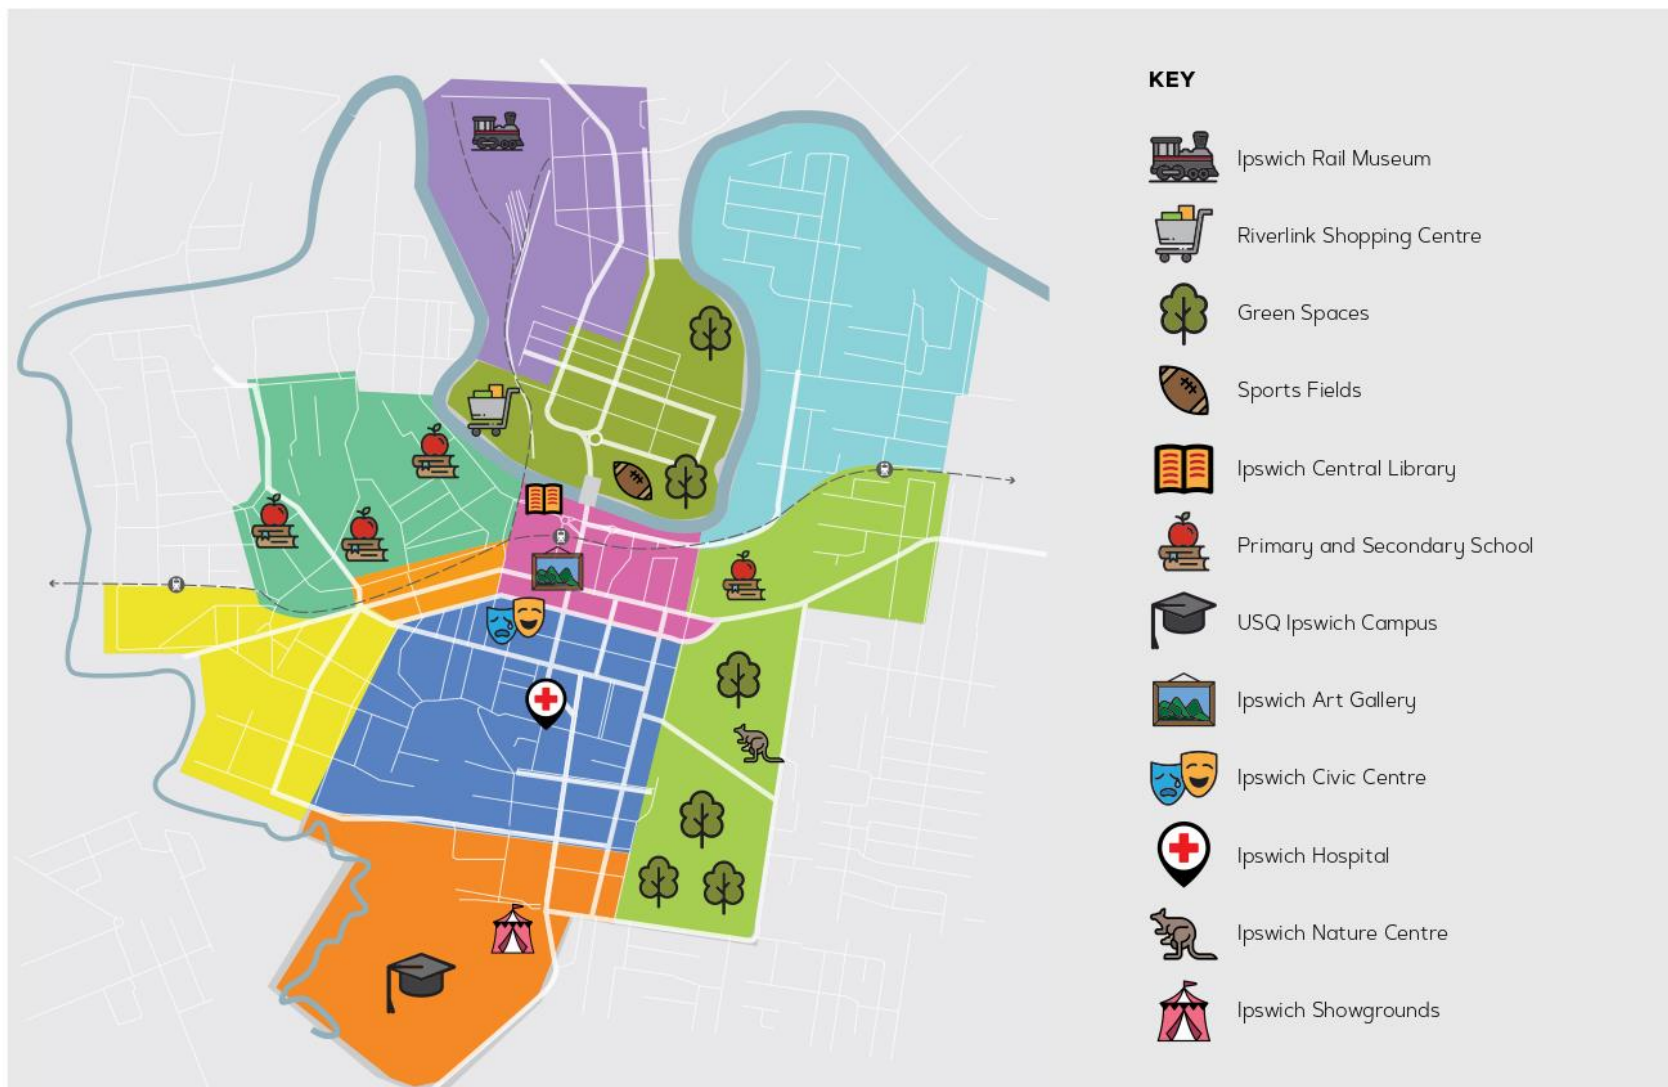 KEY
Ipswich Rail Museum
Riverlink Shopping Centre
Green Spaces
Sports Fields
Ipswich Central Library
Primary and Secondary School
USQ Ipswich Campus
Ipswich Art Gallery
Ipswich Civic Centre
Ipswich Hospital
Ipswich Nature Centre
Ipswich Showgrounds